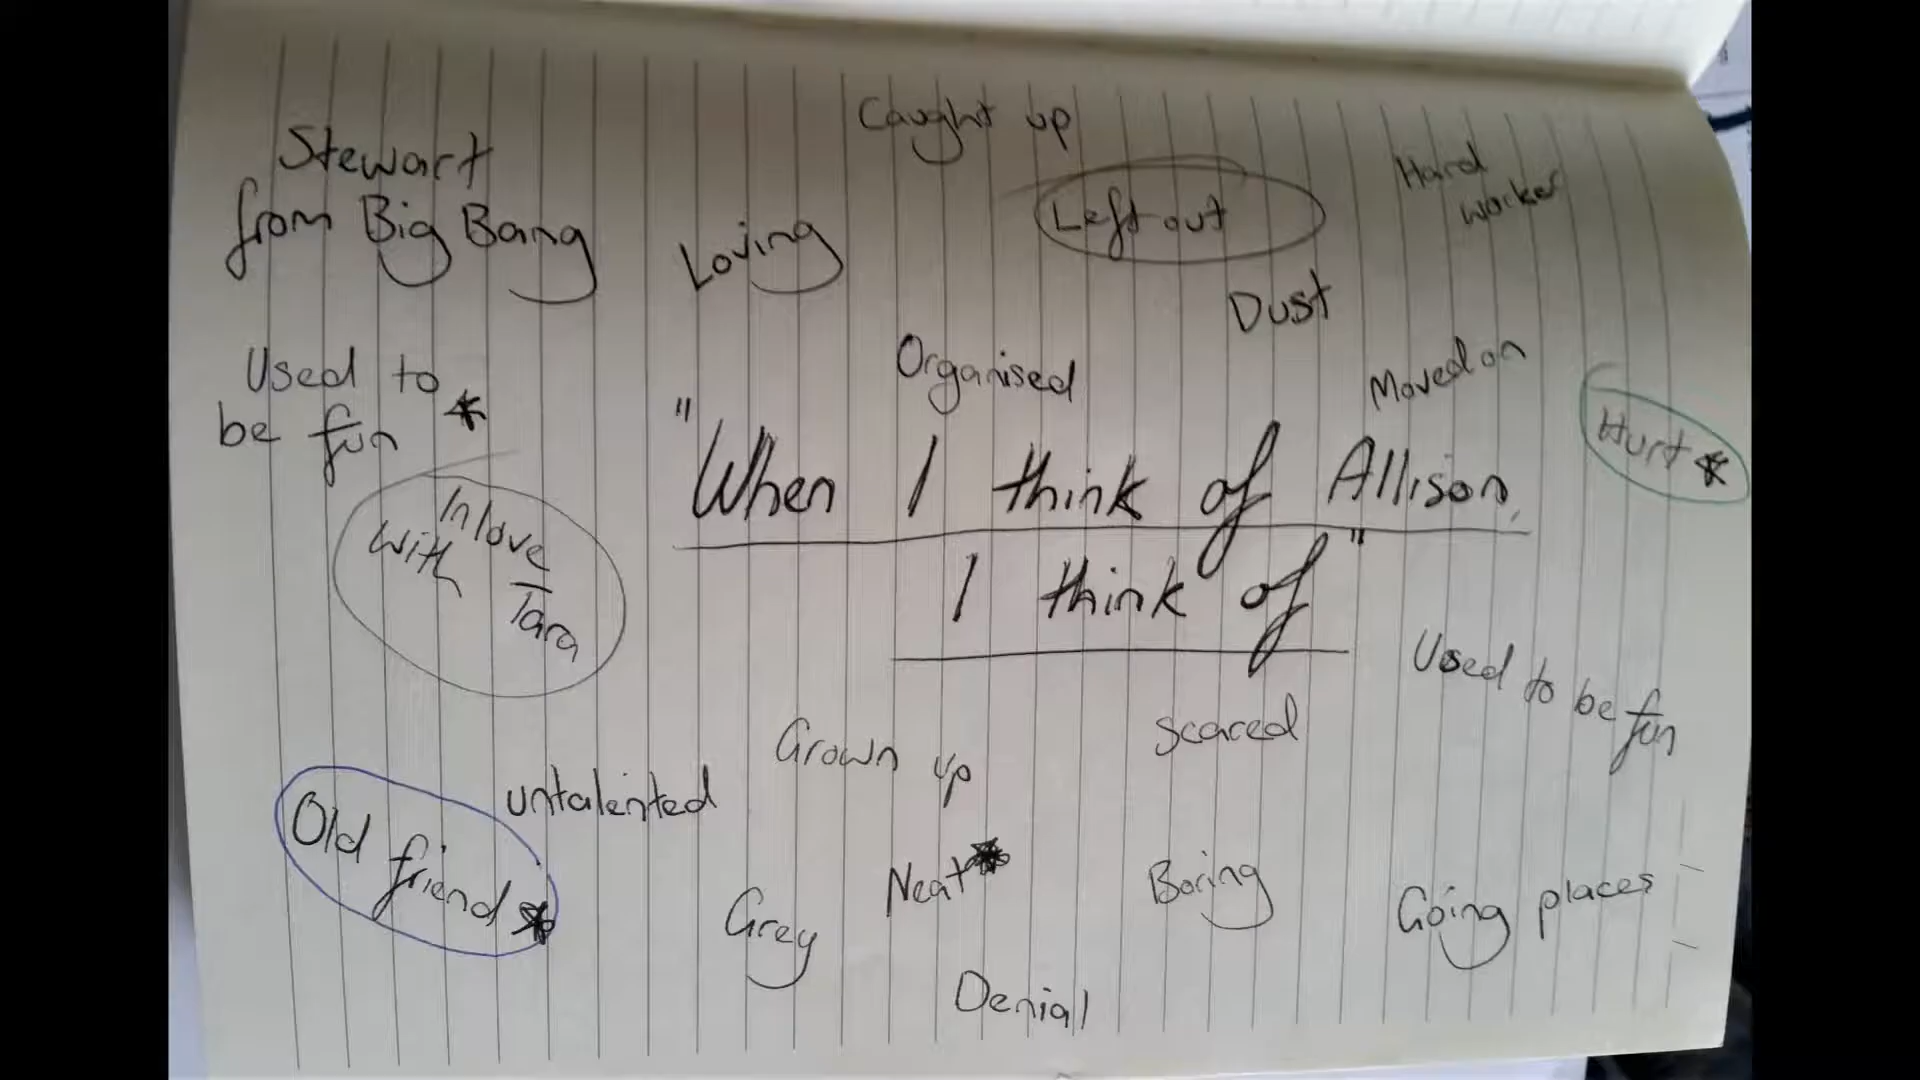 Caught up
Stewart
from Big Bang
Hard
worker
Left out
Loving
Dust
Used to
be fun *
Organised
Moved on
Hurt *
"When I think of Allison,
I think of"
In love
with Tara
Used to be fun
Scared
Grown up
untalented
Old
friend *
Neat *
Boring
Going places
Grey
Denial